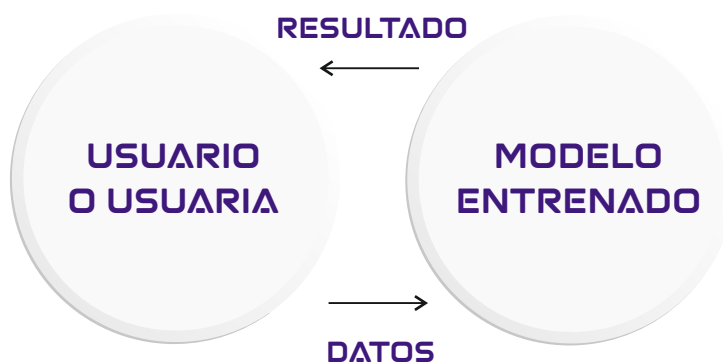 RESULTADO
USUARIO
O USUARIA
MODELO
ENTRENADO
DATOS